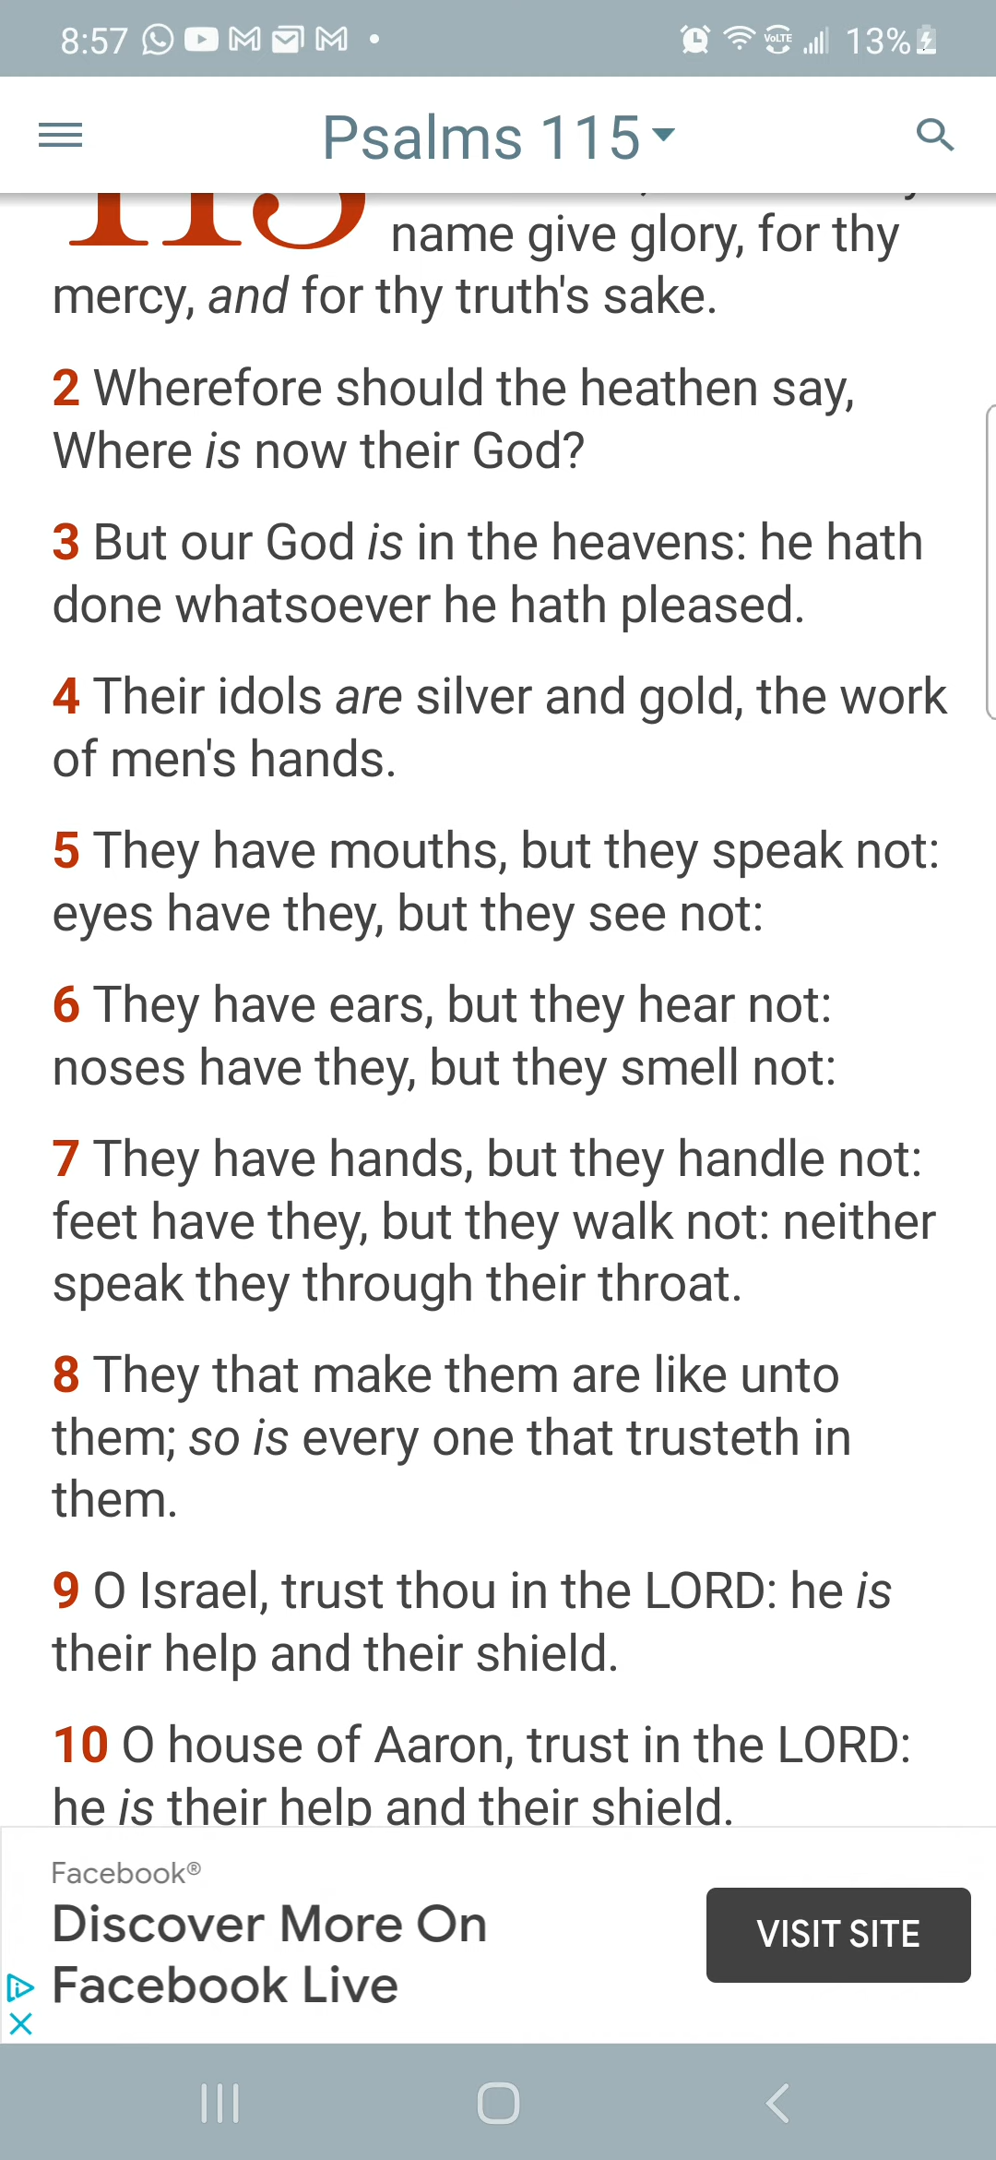 8:57
VoLTE
13%
Psalms 115
115
name give glory, for thy
mercy, and for thy truth's sake.
2 Wherefore should the heathen say,
Where is now their God?
3 But our God is in the heavens: he hath
done whatsoever he hath pleased.
4 Their idols are silver and gold, the work
of men's hands.
5 They have mouths, but they speak not:
eyes have they, but they see not:
6 They have ears, but they hear not:
noses have they, but they smell not:
7 They have hands, but they handle not:
feet have they, but they walk not: neither
speak they through their throat.
8 They that make them are like unto
them; so is every one that trusteth in
them.
9 O Israel, trust thou in the LORD: he is
their help and their shield.
10 O house of Aaron, trust in the LORD:
he is their help and their shield.
Facebook®
Discover More On
Facebook Live
VISIT SITE